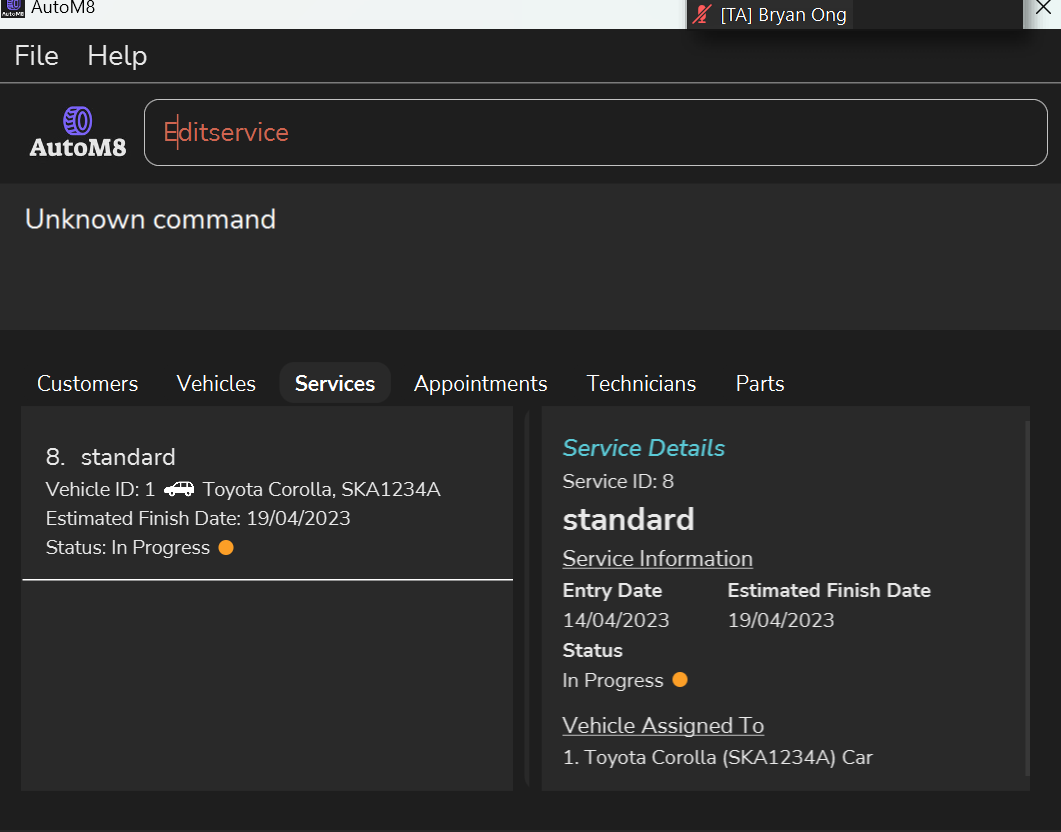 AutoM8
[TA] Bryan Ong
File Help
AutoM8
Editservice
Unknown command
Customers Vehicles Services Appointments Technicians Parts
8. standard
Vehicle ID: 1 Toyota Corolla, SKA1234A
Estimated Finish Date: 19/04/2023
Status: In Progress
Service Details
Service ID: 8
standard
Service Information
Entry Date Estimated Finish Date
14/04/2023 19/04/2023
Status
In Progress
Vehicle Assigned To
1. Toyota Corolla (SKA1234A) Car